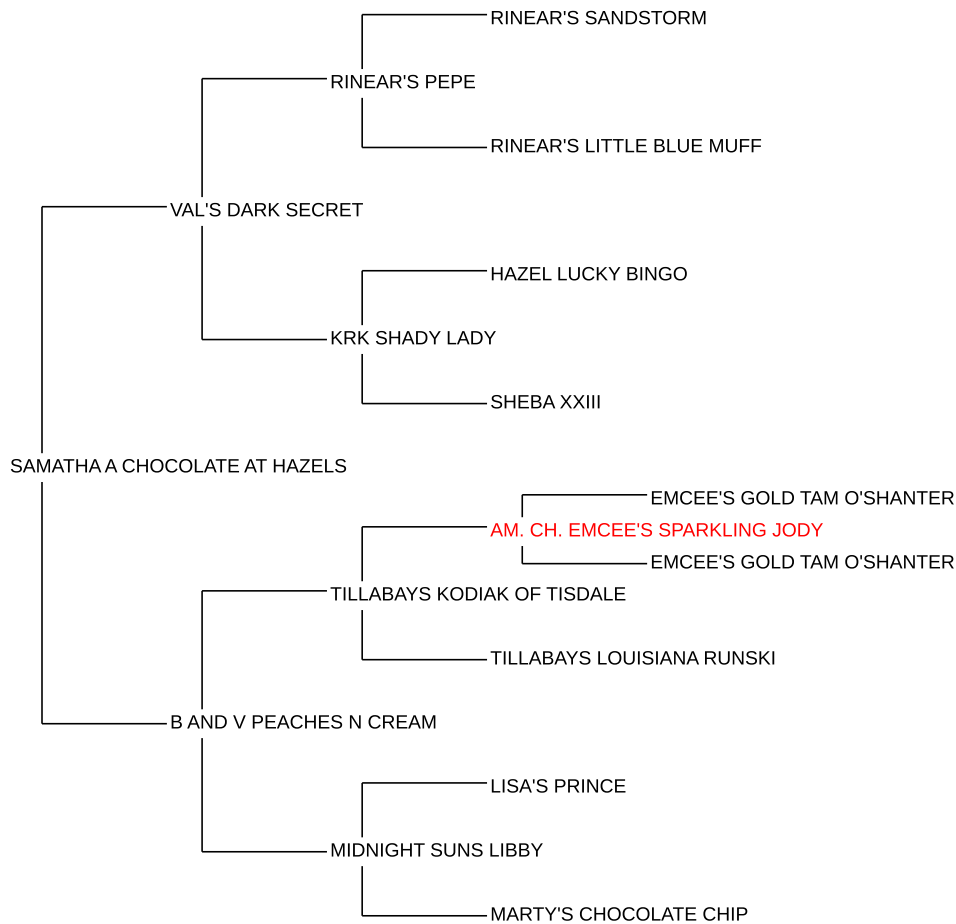 RINEAR'S SANDSTORM
RINEAR'S PEPE
RINEAR'S LITTLE BLUE MUFF
VAL'S DARK SECRET
HAZEL LUCKY BINGO
KRK SHADY LADY
SHEBA XXIII
SAMATHA A CHOCOLATE AT HAZELS
EMCEE'S GOLD TAM O'SHANTER
AM. CH. EMCEE'S SPARKLING JODY
EMCEE'S GOLD TAM O'SHANTER
TILLABAYS KODIAK OF TISDALE
TILLABAYS LOUISIANA RUNSKI
B AND V PEACHES N CREAM
LISA'S PRINCE
MIDNIGHT SUNS LIBBY
MARTY'S CHOCOLATE CHIP